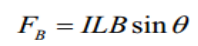 F_B = ILB sin θ